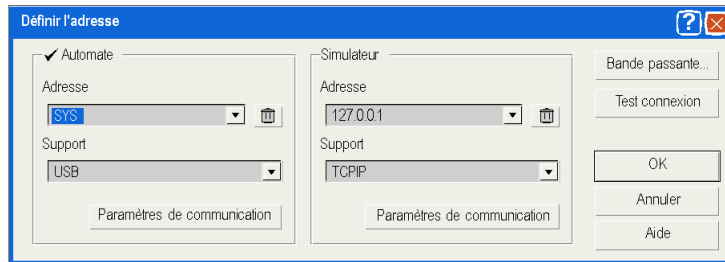 Définir l'adresse
?
✓ Automate
Adresse
SYS
Support
USB
Paramètres de communication
Simulateur
Adresse
127.0.0.1
Support
TCPIP
Paramètres de communication
Bande passante...
Test connexion
OK
Annuler
Aide